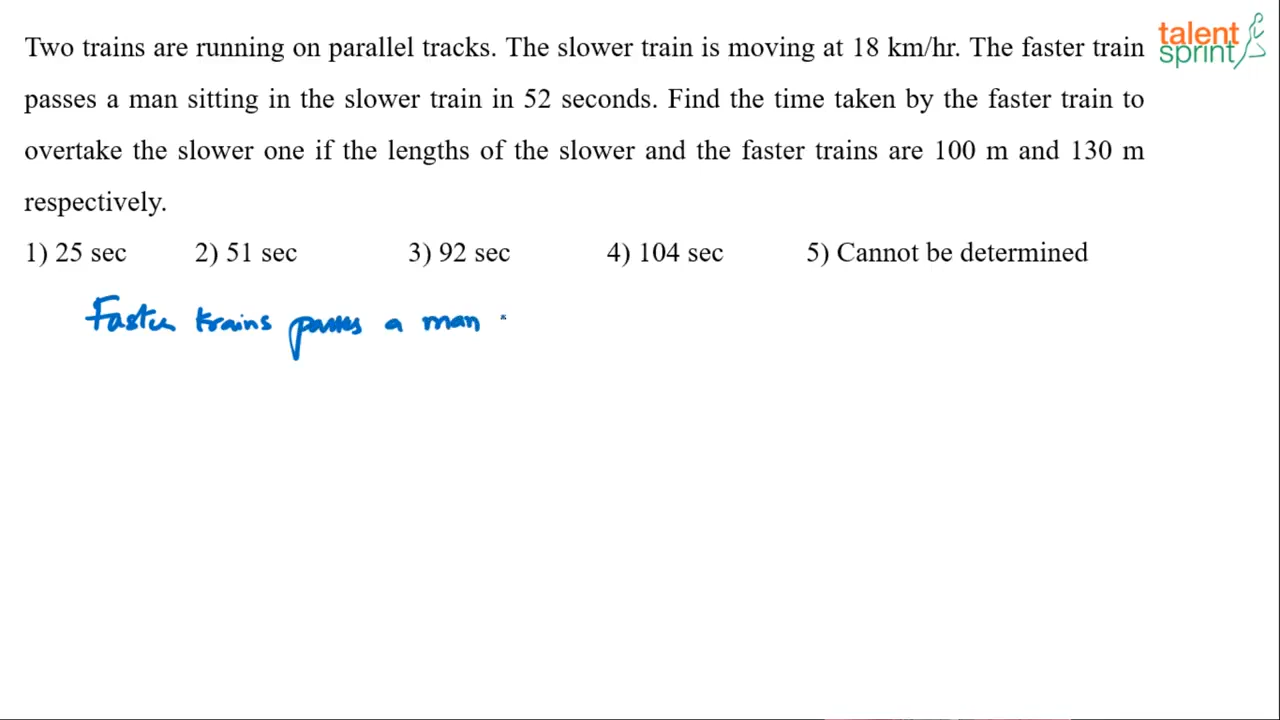 talent
sprint
Two trains are running on parallel tracks. The slower train is moving at 18 km/hr. The faster train
passes a man sitting in the slower train in 52 seconds. Find the time taken by the faster train to
overtake the slower one if the lengths of the slower and the faster trains are 100 m and 130 m
respectively.
1) 25 sec 2) 51 sec 3) 92 sec 4) 104 sec 5) Cannot be determined
Faster trains passes a man